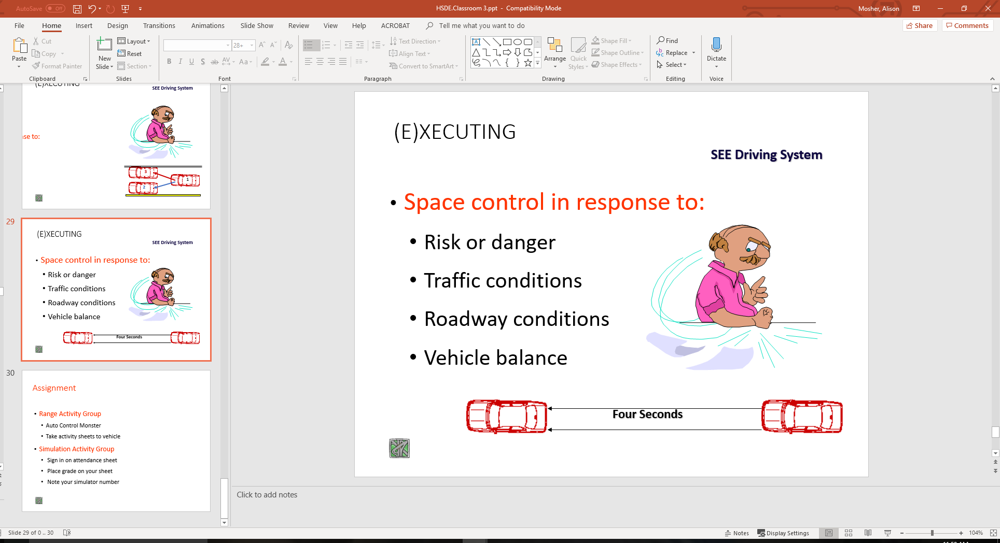 AutoSave Off
HSDE.Classroom 3.ppt - Compatibility Mode
Mosher, Alison
File Home Insert Design Transitions Animations Slide Show Review View Help ACROBAT Tell me what you want to do
Share Comments
Paste
Cut
Copy
Format Painter
Clipboard
New
Slide
Layout
Reset
Section
Slides
28+
B I U S ab AV Aa A
Font
Text Direction
Align Text
Convert to SmartArt
Paragraph
Arrange
Quick
Styles
Shape Fill
Shape Outline
Shape Effects
Drawing
Find
Replace
Select
Editing
Dictate
Voice
(E)XECUTING
SEE Driving System
se to:
3
1
2
29
(E)XECUTING
SEE Driving System
• Space control in response to:
• Risk or danger
• Traffic conditions
• Roadway conditions
• Vehicle balance
Four Seconds
30
Assignment
• Range Activity Group
• Auto Control Monster
• Take activity sheets to vehicle
• Simulation Activity Group
• Sign in on attendance sheet
• Place grade on your sheet
• Note your simulator number
(E)XECUTING
SEE Driving System
• Space control in response to:
• Risk or danger
• Traffic conditions
• Roadway conditions
• Vehicle balance
Four Seconds
Click to add notes
Slide 29 of 0 .. 30
Notes Display Settings
104%